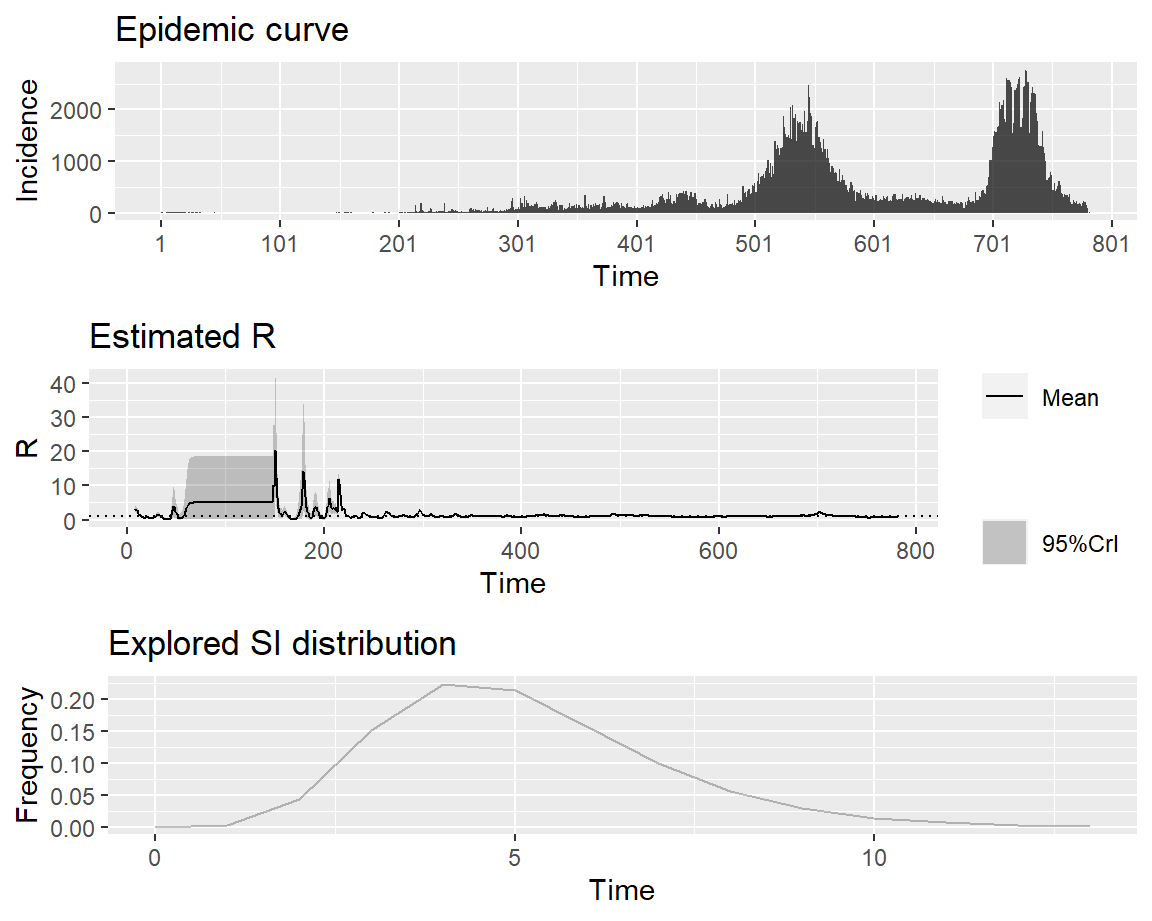 Epidemic curve
Incidence
2000
1000
0
1 101 201 301 401 501 601 701 801
Time
Estimated R
R
40
30
20
10
0
0 200 400 600 800
Time
Mean
95%CrI
Explored SI distribution
Frequency
0.20
0.15
0.10
0.05
0.00
0 5 10
Time